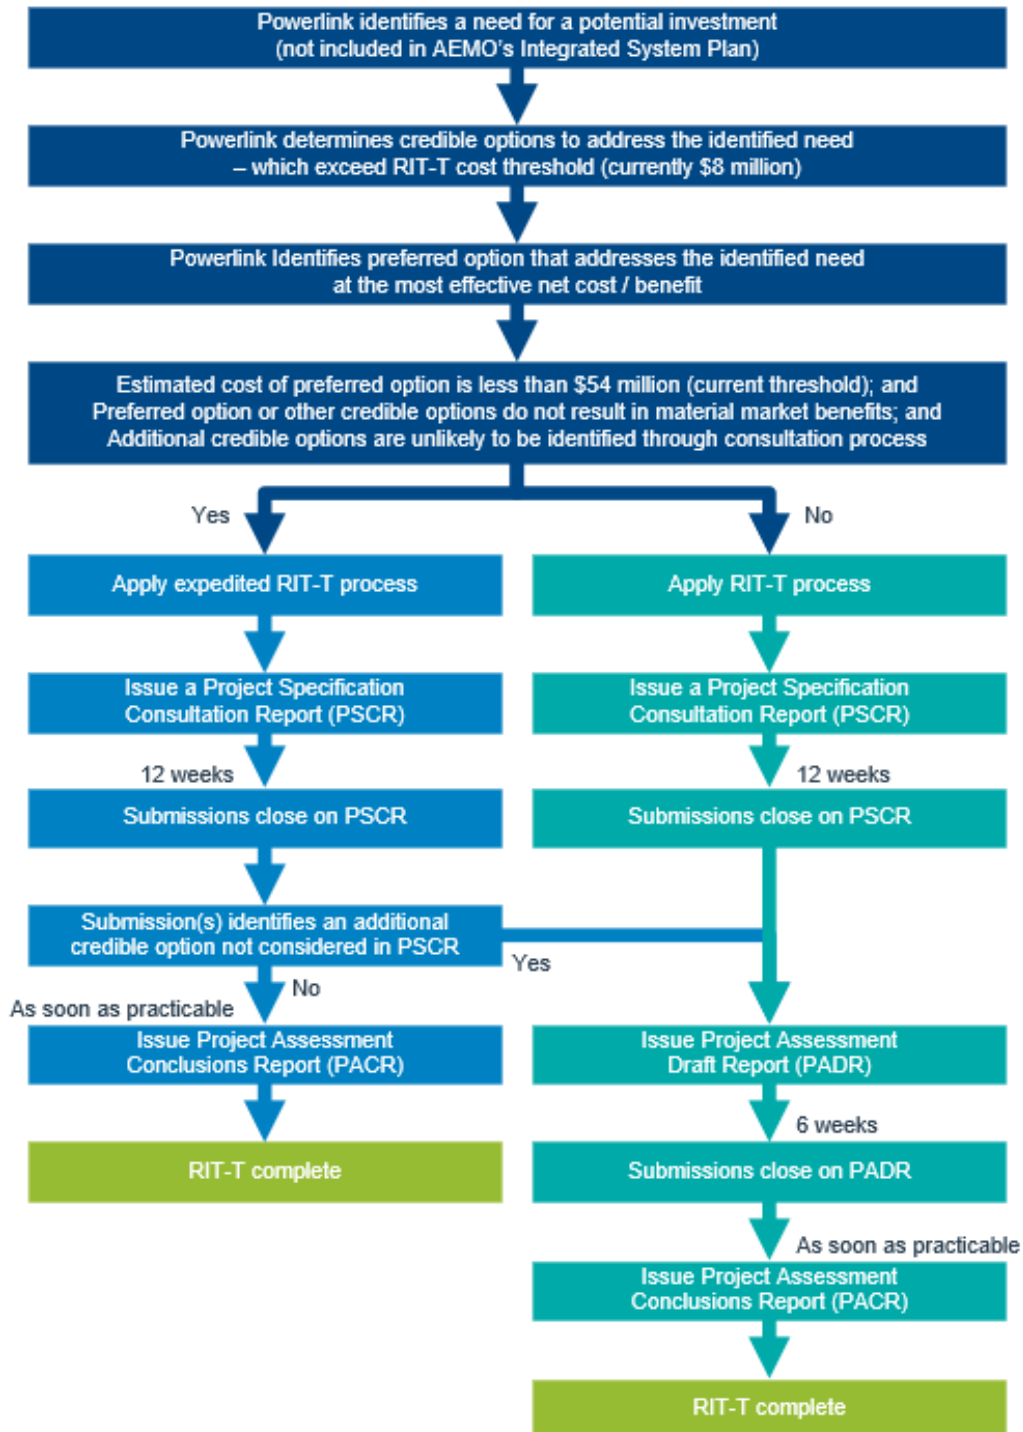 Powerlink identifies a need for a potential investment
(not included in AEMO's Integrated System Plan)
Powerlink determines credible options to address the identified need
– which exceed RIT-T cost threshold (currently $8 million)
Powerlink Identifies preferred option that addresses the identified need
at the most effective net cost / benefit
Estimated cost of preferred option is less than $54 million (current threshold); and
Preferred option or other credible options do not result in material market benefits; and
Additional credible options are unlikely to be identified through consultation process
Yes
No
Apply expedited RIT-T process
Apply RIT-T process
Issue a Project Specification
Consultation Report (PSCR)
Issue a Project Specification
Consultation Report (PSCR)
12 weeks
12 weeks
Submissions close on PSCR
Submissions close on PSCR
Submission(s) identifies an additional
credible option not considered in PSCR
Yes
No
As soon as practicable
Issue Project Assessment
Conclusions Report (PACR)
Issue Project Assessment
Draft Report (PADR)
6 weeks
RIT-T complete
Submissions close on PADR
As soon as practicable
Issue Project Assessment
Conclusions Report (PACR)
RIT-T complete